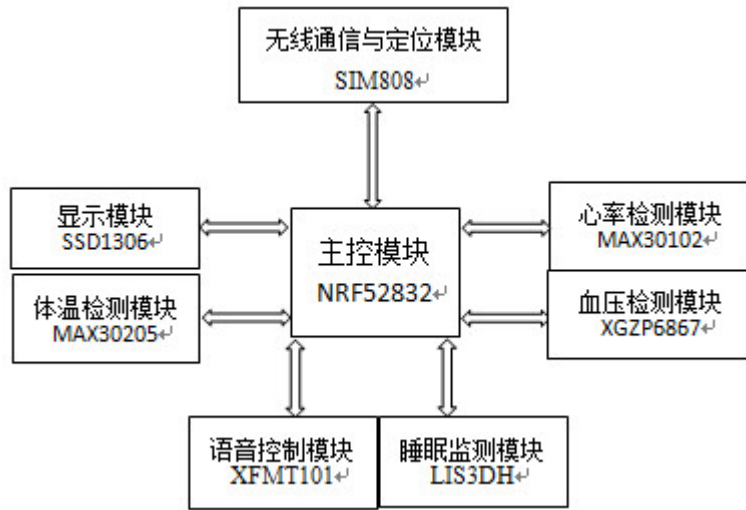 无线通信与定位模块
SIM808↵
显示模块
SSD1306↵
主控模块
NRF52832↵
心率检测模块
MAX30102↵
体温检测模块
MAX30205↵
血压检测模块
XGZP6867↵
语音控制模块
XFMT101↵
睡眠监测模块
LIS3DH↵